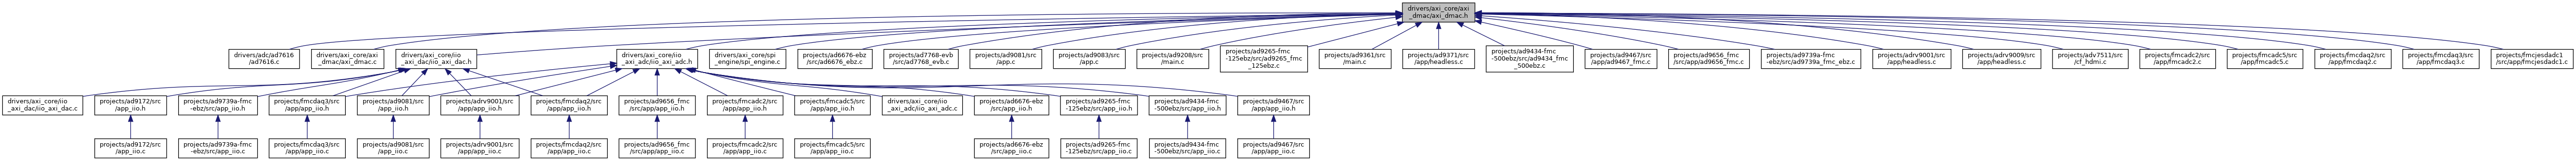 drivers/axi_core/axi
_dmac/axi_dmac.h
drivers/adc/ad7616
/ad7616.c
drivers/axi_core/axi
_dmac/axi_dmac.c
drivers/axi_core/iio
_axi_dac/iio_axi_dac.h
drivers/axi_core/iio
_axi_adc/iio_axi_adc.h
drivers/axi_core/spi
_engine/spi_engine.c
projects/ad6676-ebz
/src/ad6676_ebz.c
projects/ad7768-evb
/src/ad7768_evb.c
projects/ad9081/src
/app.c
projects/ad9083/src
/app.c
projects/ad9208/src
/main.c
projects/ad9265-fmc
-125ebz/src/ad9265_fmc
_125ebz.c
projects/ad9361/src
/main.c
projects/ad9371/src
/app/headless.c
projects/ad9434-fmc
-500ebz/src/ad9434_fmc
_500ebz.c
projects/ad9467/src
/app/ad9467_fmc.c
projects/ad9656_fmc
/src/app/ad9656_fmc.c
projects/ad9739a-fmc
-ebz/src/ad9739a_fmc_ebz.c
projects/adrv9001/src
/app/headless.c
projects/adrv9009/src
/app/headless.c
projects/adv7511/src
/cf_hdmi.c
projects/fmcadc2/src
/app/fmcadc2.c
projects/fmcadc5/src
/app/fmcadc5.c
projects/fmcdaq2/src
/app/fmcdaq2.c
projects/fmcdaq3/src
/app/fmcdaq3.c
projects/fmcjesdadc1
/src/app/fmcjesdadc1.c
drivers/axi_core/iio
_axi_dac/iio_axi_dac.c
projects/ad9172/src
/app/app_iio.h
projects/ad9739a-fmc
-ebz/src/app_iio.h
projects/fmcdaq3/src
/app/app_iio.h
projects/ad9081/src
/app_iio.h
projects/adrv9001/src
/app/app_iio.h
projects/fmcdaq2/src
/app/app_iio.h
projects/ad9656_fmc
/src/app/app_iio.h
projects/fmcadc2/src
/app/app_iio.h
projects/fmcadc5/src
/app/app_iio.h
drivers/axi_core/iio
_axi_adc/iio_axi_adc.c
projects/ad6676-ebz
/src/app_iio.h
projects/ad9265-fmc
-125ebz/src/app_iio.h
projects/ad9434-fmc
-500ebz/src/app_iio.h
projects/ad9467/src
/app/app_iio.h
projects/ad9172/src
/app/app_iio.c
projects/ad9739a-fmc
-ebz/src/app_iio.c
projects/fmcdaq3/src
/app/app_iio.c
projects/ad9081/src
/app_iio.c
projects/adrv9001/src
/app/app_iio.c
projects/fmcdaq2/src
/app/app_iio.c
projects/ad9656_fmc
/src/app/app_iio.c
projects/fmcadc2/src
/app/app_iio.c
projects/fmcadc5/src
/app/app_iio.c
projects/ad6676-ebz
/src/app_iio.c
projects/ad9265-fmc
-125ebz/src/app_iio.c
projects/ad9434-fmc
-500ebz/src/app_iio.c
projects/ad9467/src
/app/app_iio.c